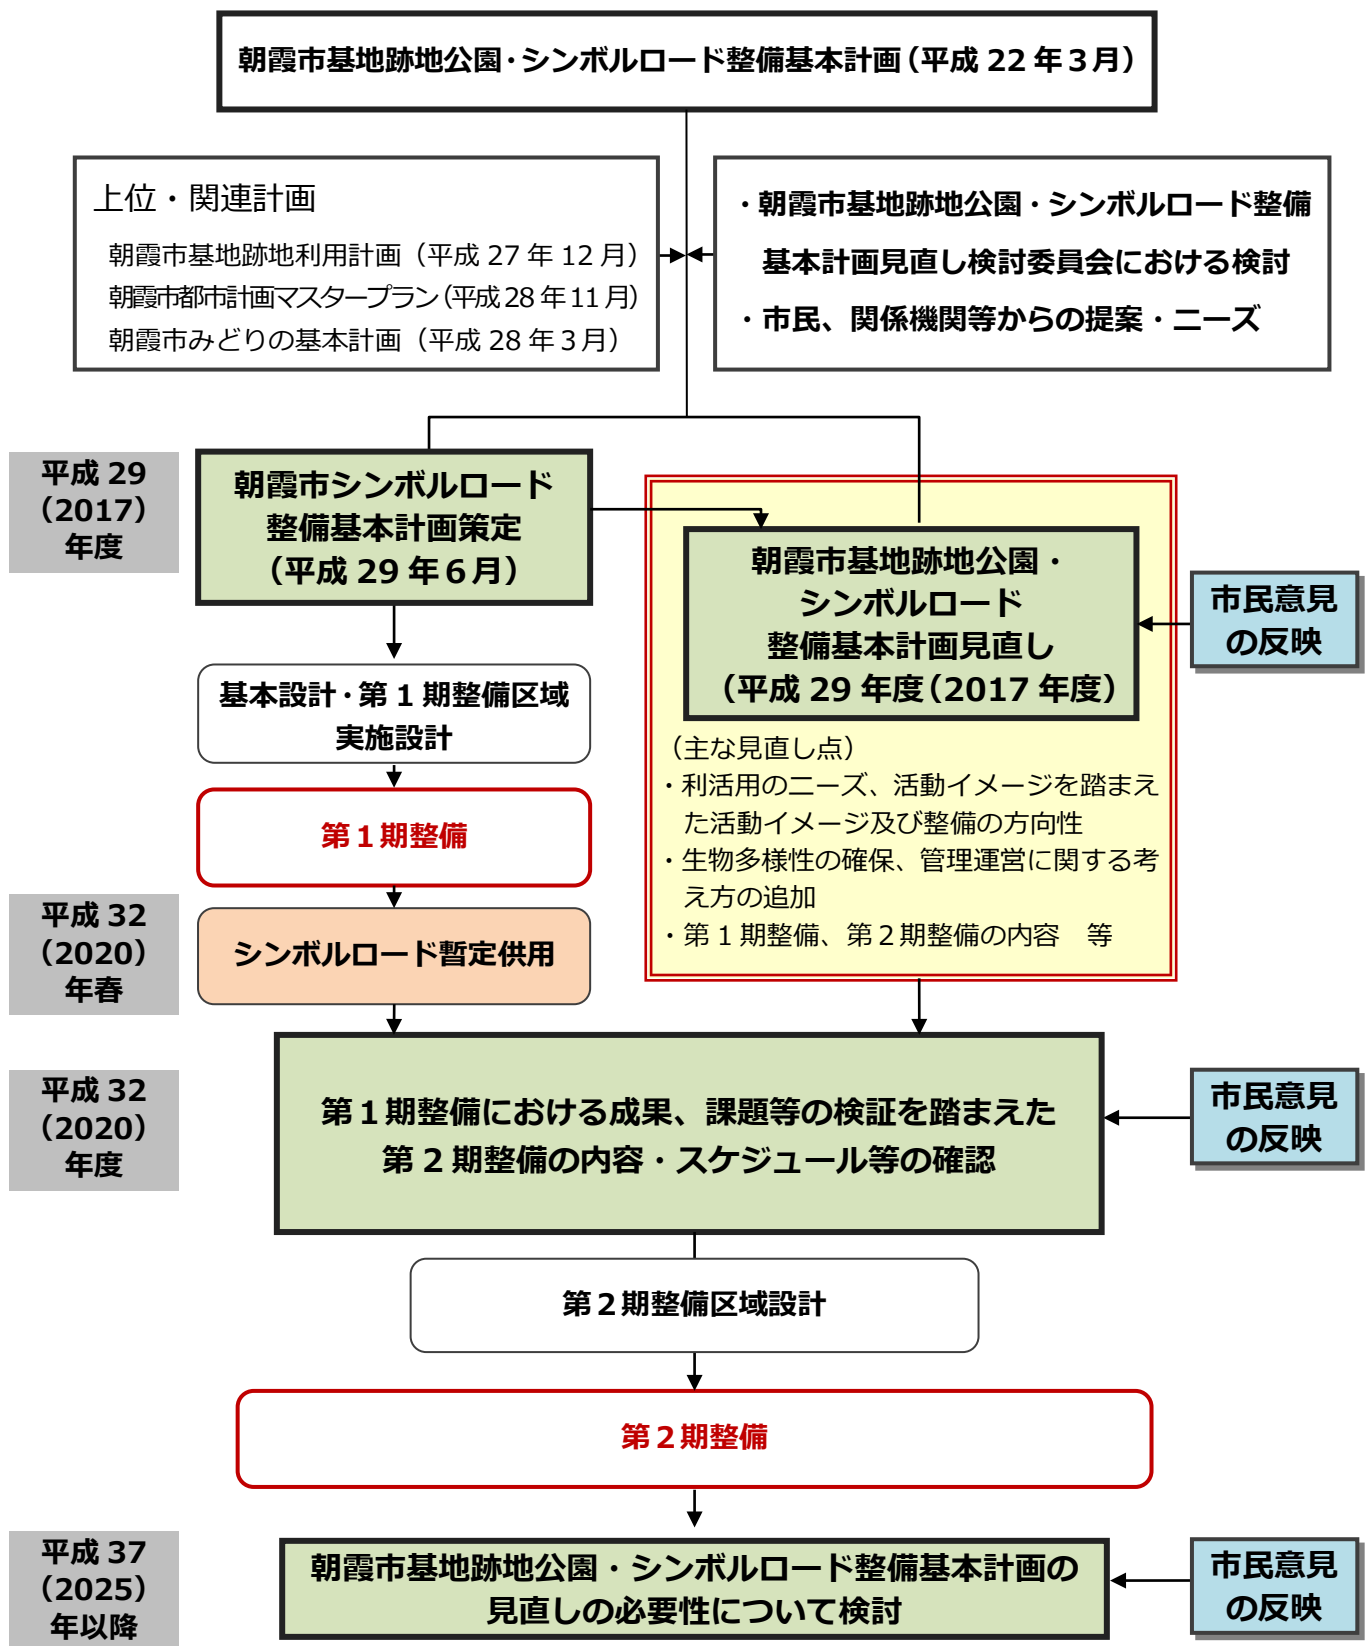 朝霞市基地跡地公園・シンボルロード整備基本計画（平成 22 年３月）
上位・関連計画
朝霞市基地跡地利用計画（平成 27 年 12 月）
朝霞市都市計画マスタープラン（平成 28 年 11 月）
朝霞市みどりの基本計画（平成 28 年３月）
・朝霞市基地跡地公園・シンボルロード整備
基本計画見直し検討委員会における検討
・市民、関係機関等からの提案・ニーズ
平成 29
（2017）
年度
朝霞市シンボルロード
整備基本計画策定
（平成 29 年６月）
朝霞市基地跡地公園・
シンボルロード
整備基本計画見直し
（平成 29 年度（2017 年度）
市民意見
の反映
基本設計・第１期整備区域
実施設計
（主な見直し点）
・利活用のニーズ、活動イメージを踏まえ
た活動イメージ及び整備の方向性
・生物多様性の確保、管理運営に関する考
え方の追加
・第１期整備、第２期整備の内容　等
第１期整備
平成 32
（2020）
年春
シンボルロード暫定供用
平成 32
（2020）
年度
第１期整備における成果、課題等の検証を踏まえた
第２期整備の内容・スケジュール等の確認
市民意見
の反映
第２期整備区域設計
第２期整備
平成 37
（2025）
年以降
朝霞市基地跡地公園・シンボルロード整備基本計画の
見直しの必要性について検討
市民意見
の反映